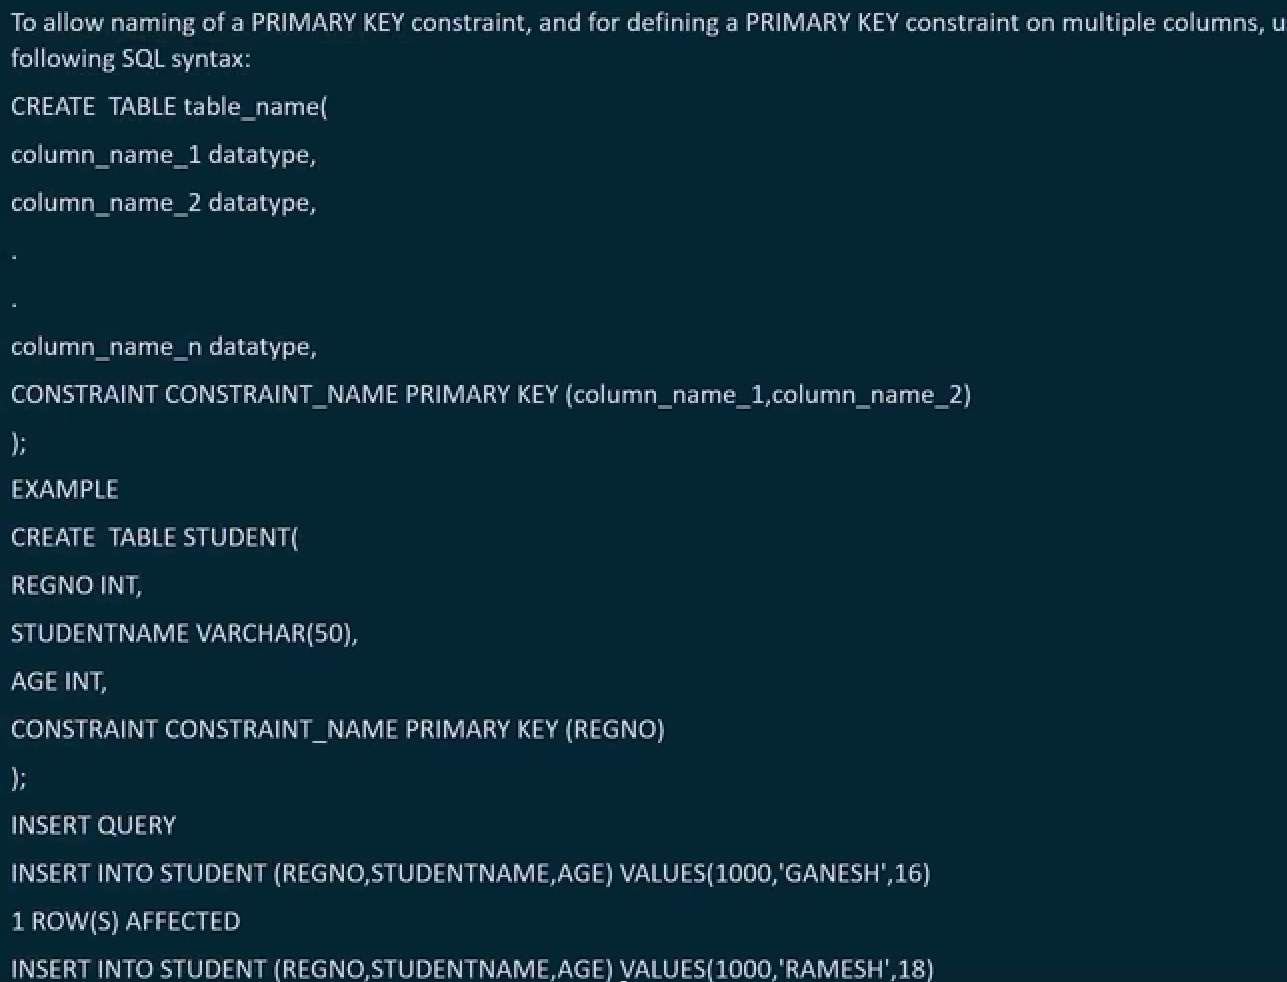 To allow naming of a PRIMARY KEY constraint, and for defining a PRIMARY KEY constraint on multiple columns, u
following SQL syntax:
CREATE  TABLE table_name(
column_name_1 datatype,
column_name_2 datatype,
.
.
column_name_n datatype,
CONSTRAINT CONSTRAINT_NAME PRIMARY KEY (column_name_1,column_name_2)
);
EXAMPLE
CREATE  TABLE STUDENT(
REGNO INT,
STUDENTNAME VARCHAR(50),
AGE INT,
CONSTRAINT CONSTRAINT_NAME PRIMARY KEY (REGNO)
);
INSERT QUERY
INSERT INTO STUDENT (REGNO,STUDENTNAME,AGE) VALUES(1000,'GANESH',16)
1 ROW(S) AFFECTED
INSERT INTO STUDENT (REGNO,STUDENTNAME,AGE) VALUES(1000,'RAMESH',18)